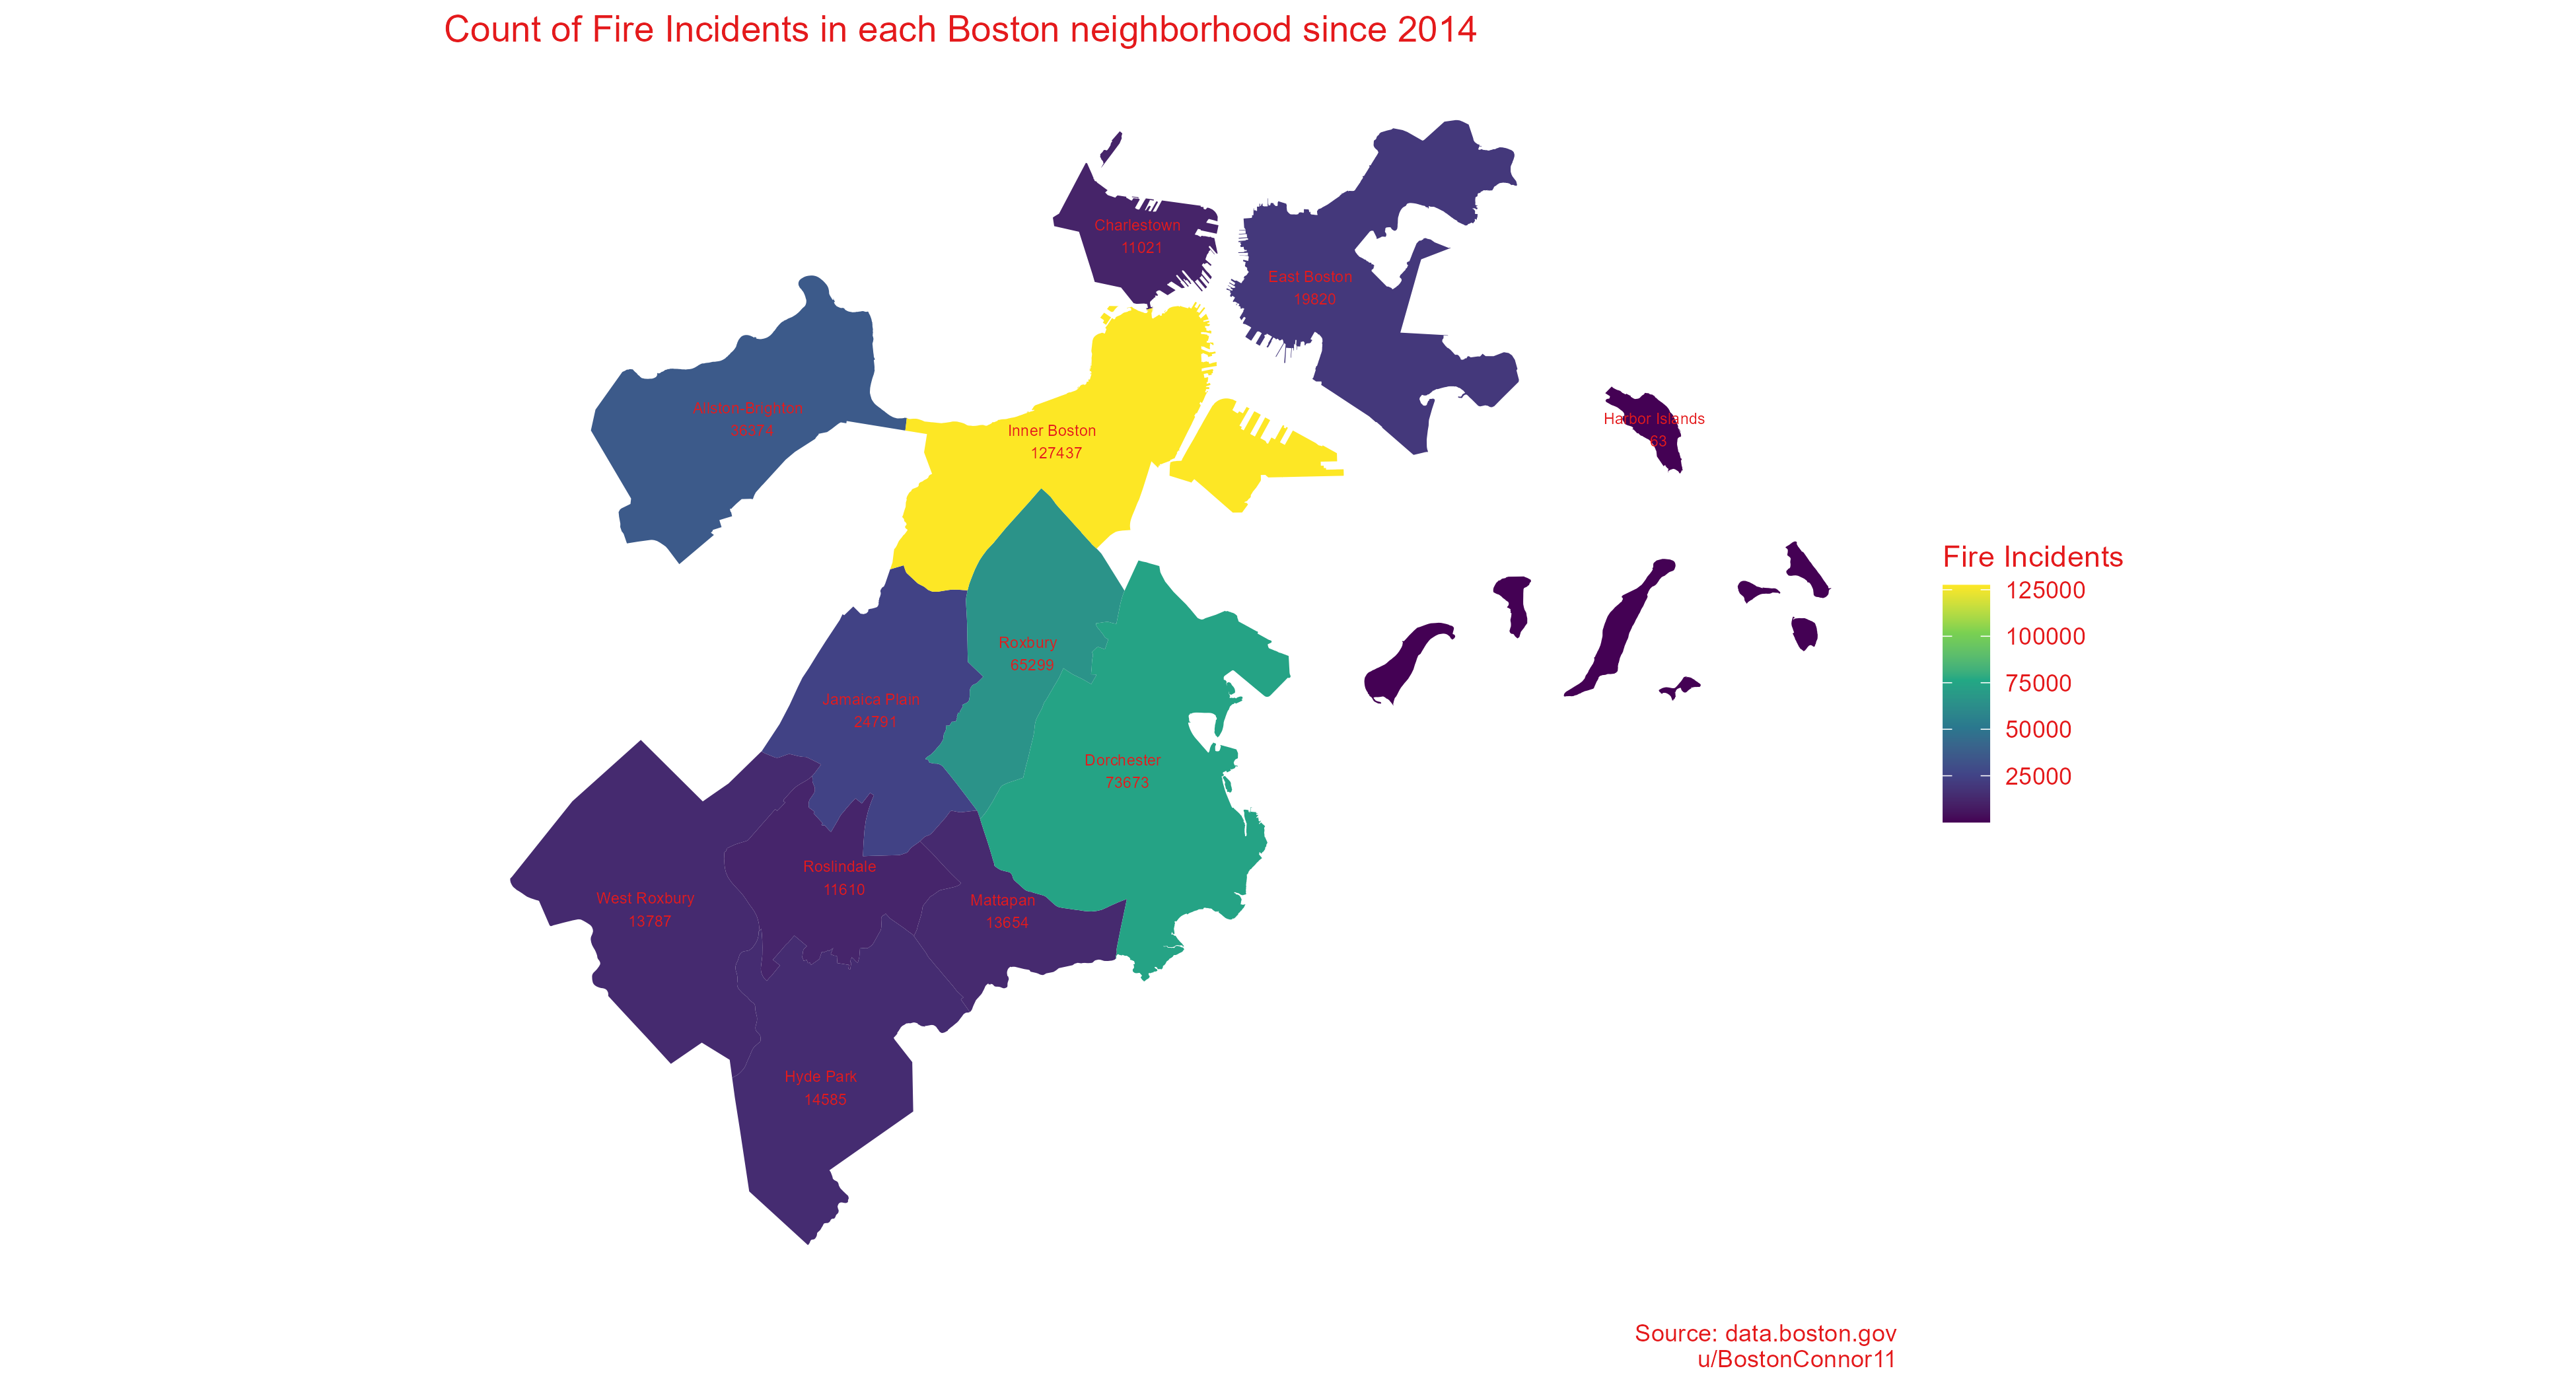 Count of Fire Incidents in each Boston neighborhood since 2014
Charlestown
11021
East Boston
19820
Allston Brighton
Inner Boston
127437
Harbor Islands
63
Fire Incidents
125000
100000
75000
50000
25000
Roxbury
65299
Jamaica Plain
24791
Dorchester
73673
Roslindale
11610
West Roxbury
13787
Mattapan
13654
Hyde Park
14585
Source: data.boston.gov
u/BostonConnor11